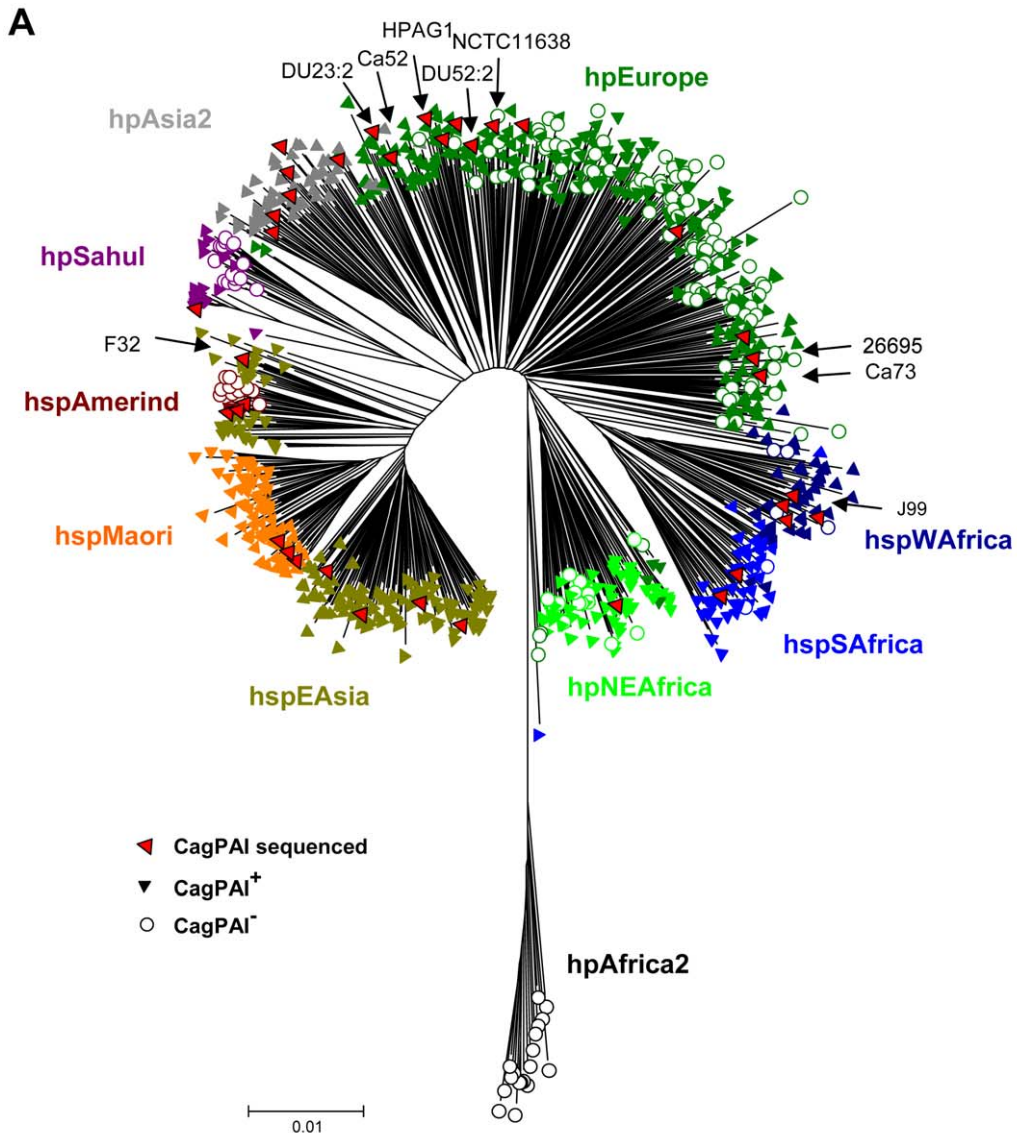 A
HPAG1
NCTC11638
Ca52
DU23:2
DU52:2
hpEurope
hpAsia2
hpSahul
F32
26695
Ca73
hspAmerind
J99
hspMaori
hspWAfrica
hspSAfrica
hspEAsia
hpNEAfrica
CagPAI sequenced
CagPAI+
CagPAI-
hpAfrica2
0.01